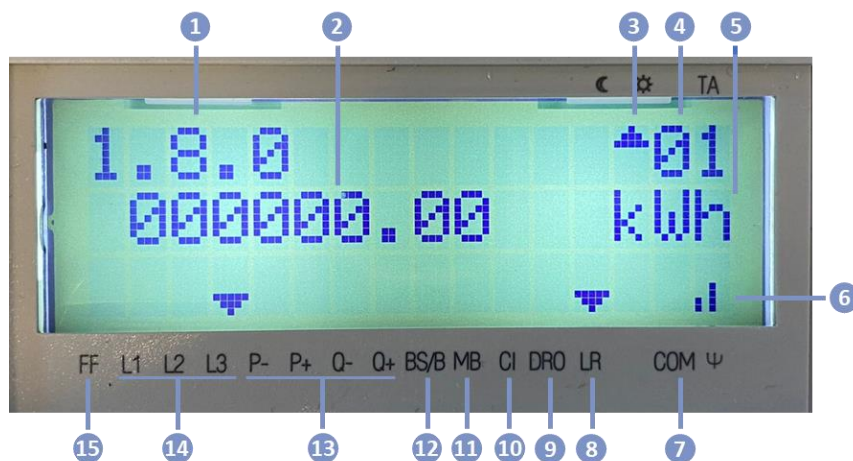 1 2 3 4 5
☾ ☼ TA
1.8.0 01
000000.00 kWh
6
FF L1 L2 L3 P- P+ Q- Q+ BS/B MB CI DRO LR COM Ψ
15 14 13 12 11 10 9 8 7